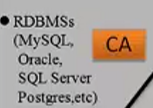 • RDBMSs
(MySQL,
Oracle,
SQL Server
Postgres,etc)
CA